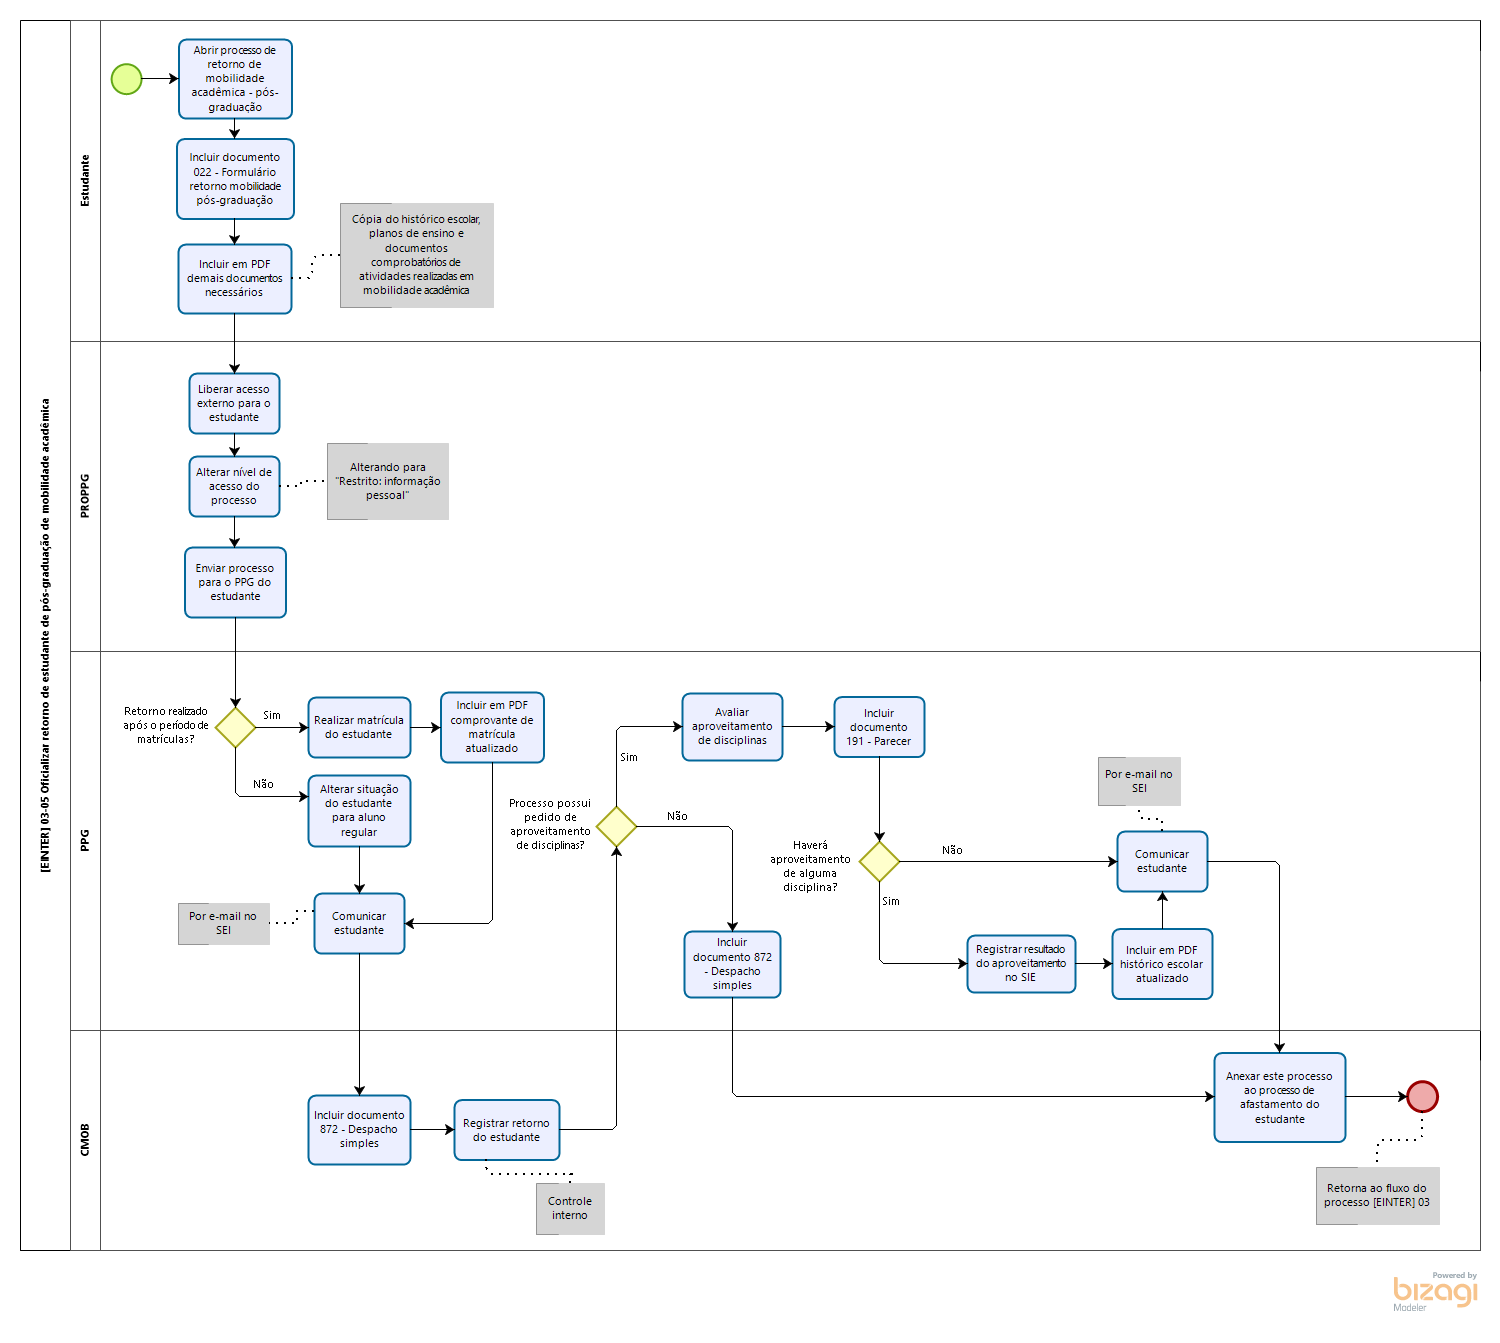 [EINTER] 03-05 Oficializar retorno de estudante de pós-graduação de mobilidade acadêmica
Estudante
Abrir processo de
retorno de
mobilidade
acadêmica - pós-
graduação
Incluir documento
022 - Formulário
retorno mobilidade
pós-graduação
Incluir em PDF
demais documentos
necessários
Cópia do histórico escolar,
planos de ensino e
documentos
comprobatórios de
atividades realizadas em
mobilidade acadêmica
PROPPG
Liberar acesso
externo para o
estudante
Alterar nível de
acesso do
processo
Alterando para
"Restrito: informação
pessoal"
Enviar processo
para o PPG do
estudante
PPG
Retorno realizado
após o período de
matrículas?
Sim
Não
Realizar matrícula
do estudante
Incluir em PDF
comprovante de
matrícula
atualizado
Alterar situação
do estudante
para aluno
regular
Por e-mail no
SEI
Comunicar
estudante
Processo possui
pedido de
aproveitamento
de disciplinas?
Sim
Não
Avaliar
aproveitamento
de disciplinas
Incluir
documento
191 - Parecer
Incluir
documento 872
- Despacho
simples
Haverá
aproveitamento
de alguma
disciplina?
Não
Sim
Por e-mail no
SEI
Comunicar
estudante
Registrar resultado
do aproveitamento
no SIE
Incluir em PDF
histórico escolar
atualizado
CMOB
Incluir documento
872 - Despacho
simples
Registrar retorno
do estudante
Controle
interno
Anexar este processo
ao processo de
afastamento do
estudante
Retorna ao fluxo do
processo [EINTER] 03
Powered by
bizagi
Modeler